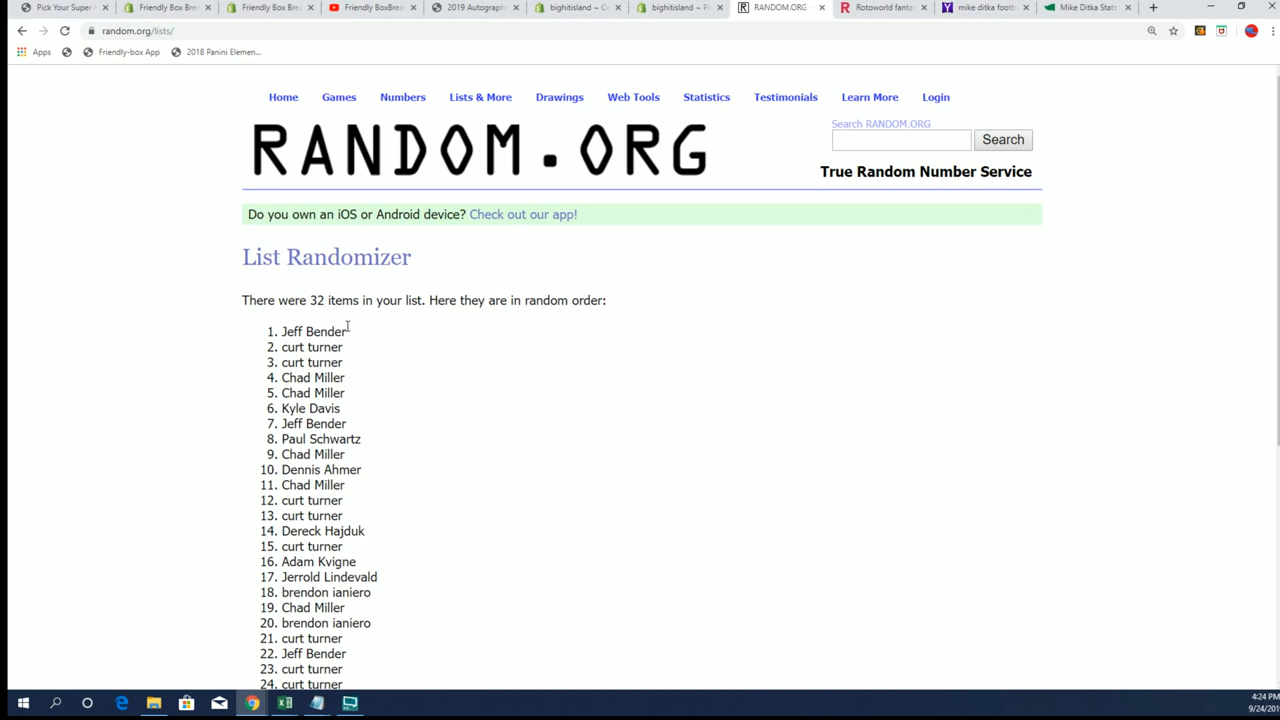 Pick Your Super
Friendly Box Bre
Friendly Box Bre
Friendly BoxBrea
2019 Autograph
bighitisland ~ O
bighitisland ~ Pr
RANDOM.ORG -
Rotoworld fanta
mike ditka footb
Mike Ditka Stats
random.org/lists/
Apps
Friendly-box App
2018 Panini Elemen...
Home Games Numbers Lists & More Drawings Web Tools Statistics Testimonials Learn More Login
RANDOM.ORG
Search RANDOM.ORG
Search
True Random Number Service
Do you own an iOS or Android device? Check out our app!
List Randomizer
There were 32 items in your list. Here they are in random order:
1. Jeff Bender
2. curt turner
3. curt turner
4. Chad Miller
5. Chad Miller
6. Kyle Davis
7. Jeff Bender
8. Paul Schwartz
9. Chad Miller
10. Dennis Ahmer
11. Chad Miller
12. curt turner
13. curt turner
14. Dereck Hajduk
15. curt turner
16. Adam Kvigne
17. Jerrold Lindevald
18. brendon ianiero
19. Chad Miller
20. brendon ianiero
21. curt turner
22. Jeff Bender
23. curt turner
24. curt turner
4:24 PM
9/24/201